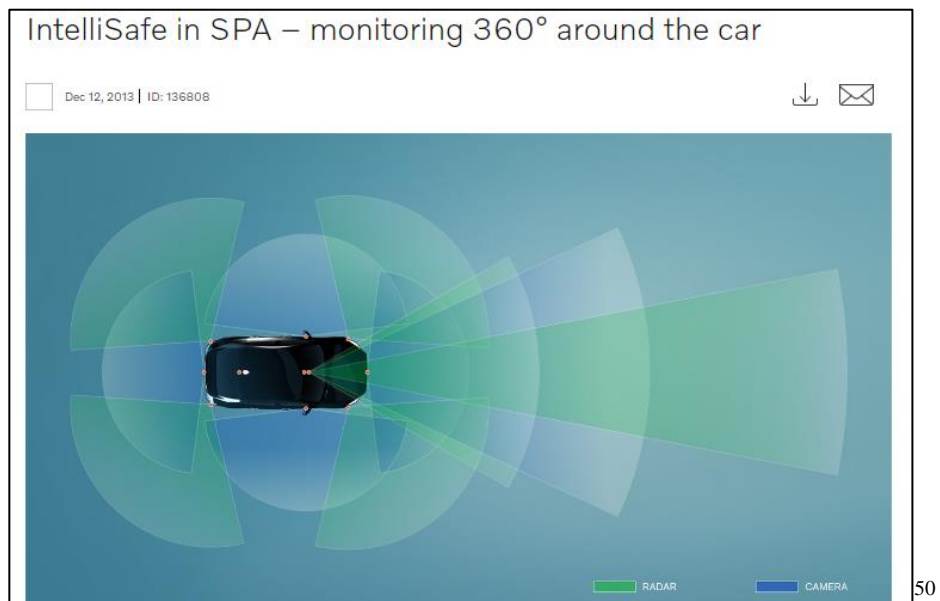 IntelliSafe in SPA – monitoring 360° around the car
Dec 12, 2013 | ID: 136808
RADAR CAMERA
50